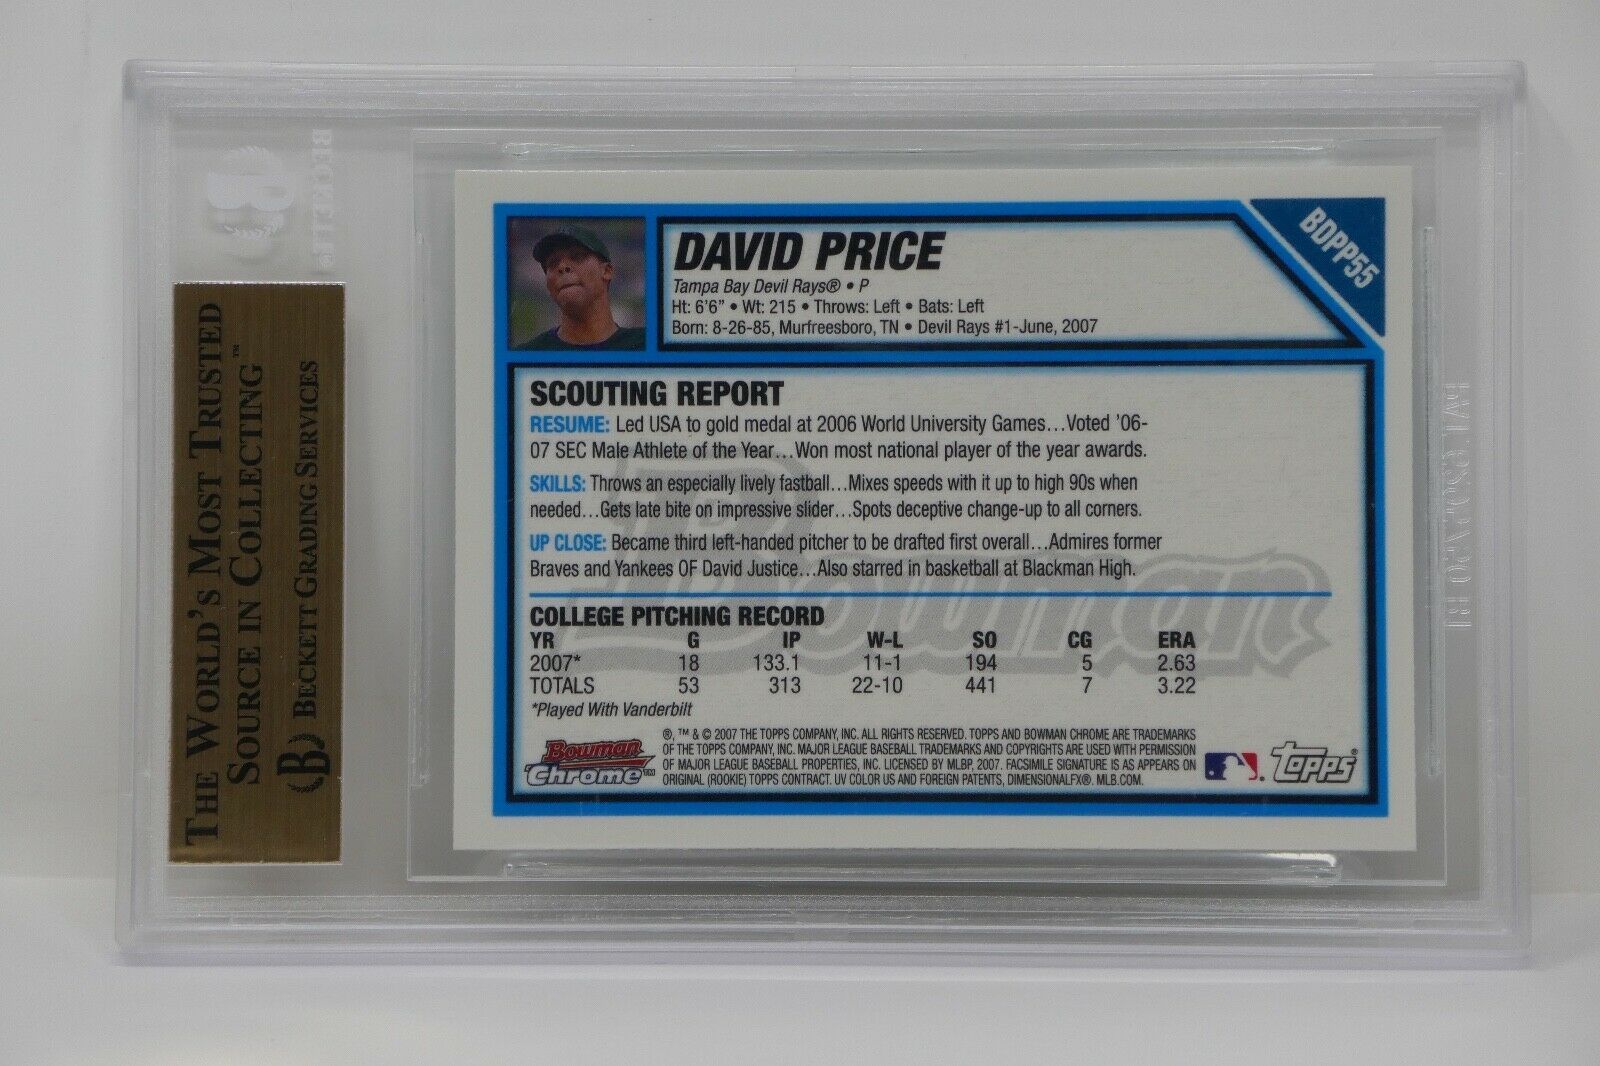 BECKETT®
THE WORLD'S MOST TRUSTED
SOURCE IN COLLECTING™
BECKETT GRADING SERVICES
BDPP55
DAVID PRICE
Tampa Bay Devil Rays® • P
Ht: 6'6" • Wt: 215 • Throws: Left • Bats: Left
Born: 8-26-85, Murfreesboro, TN • Devil Rays #1-June, 2007
SCOUTING REPORT
RESUME: Led USA to gold medal at 2006 World University Games...Voted '06-
07 SEC Male Athlete of the Year...Won most national player of the year awards.
SKILLS: Throws an especially lively fastball...Mixes speeds with it up to high 90s when
needed...Gets late bite on impressive slider...Spots deceptive change-up to all corners.
UP CLOSE: Became third left-handed pitcher to be drafted first overall...Admires former
Braves and Yankees OF David Justice...Also starred in basketball at Blackman High.
Bowman
COLLEGE PITCHING RECORD
YR G IP W-L SO CG ERA
2007* 18 133.1 11-1 194 5 2.63
TOTALS 53 313 22-10 441 7 3.22
*Played With Vanderbilt
Bowman
Chrome™
®, ™ & © 2007 THE TOPPS COMPANY, INC. ALL RIGHTS RESERVED. TOPPS AND BOWMAN CHROME ARE TRADEMARKS
OF THE TOPPS COMPANY, INC. MAJOR LEAGUE BASEBALL TRADEMARKS AND COPYRIGHTS ARE USED WITH PERMISSION
OF MAJOR LEAGUE BASEBALL PROPERTIES, INC. LICENSED BY MLBP, 2007. FACSIMILE SIGNATURE IS AS APPEARS ON
ORIGINAL (ROOKIE) TOPPS CONTRACT. UV COLOR US AND FOREIGN PATENTS, DIMENSIONALFX®. MLB.COM.
Topps®